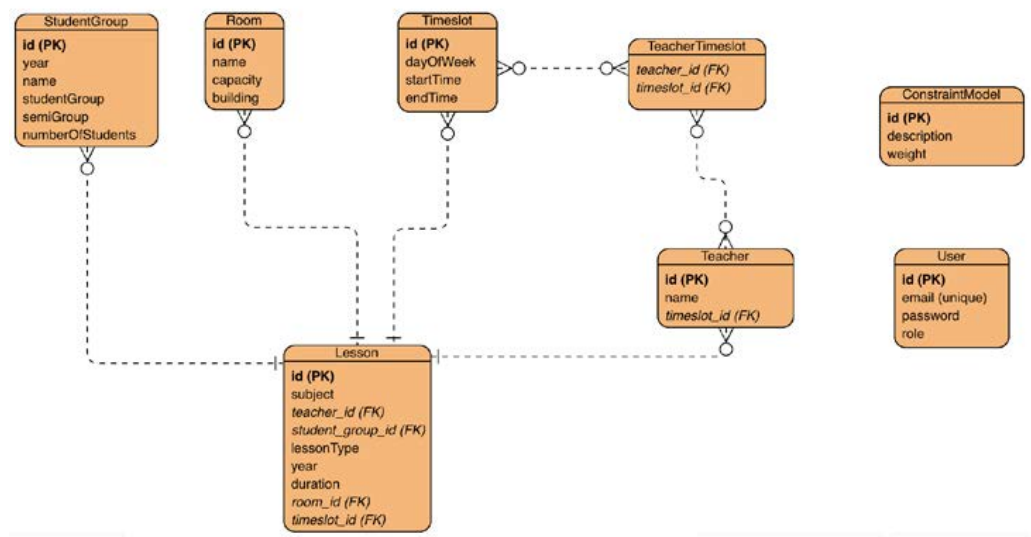 StudentGroup
id (PK)
year
name
studentGroup
semiGroup
numberOfStudents
Room
id (PK)
name
capacity
building
Timeslot
id (PK)
dayOfWeek
startTime
endTime
TeacherTimeslot
teacher_id (FK)
timeslot_id (FK)
ConstraintModel
id (PK)
description
weight
Teacher
id (PK)
name
timeslot_id (FK)
User
id (PK)
email (unique)
password
role
Lesson
id (PK)
subject
teacher_id (FK)
student_group_id (FK)
lessonType
year
duration
room_id (FK)
timeslot_id (FK)